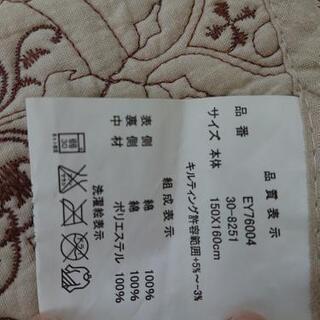 品質表示
品番 EY76004
30-8251
サイズ 本体 150X160cm
キルティング許容範囲+5%~-3%
組成表示
表側 綿 100%
裏側 綿 100%
中材 ポリエステル 100%
洗濯絵表示